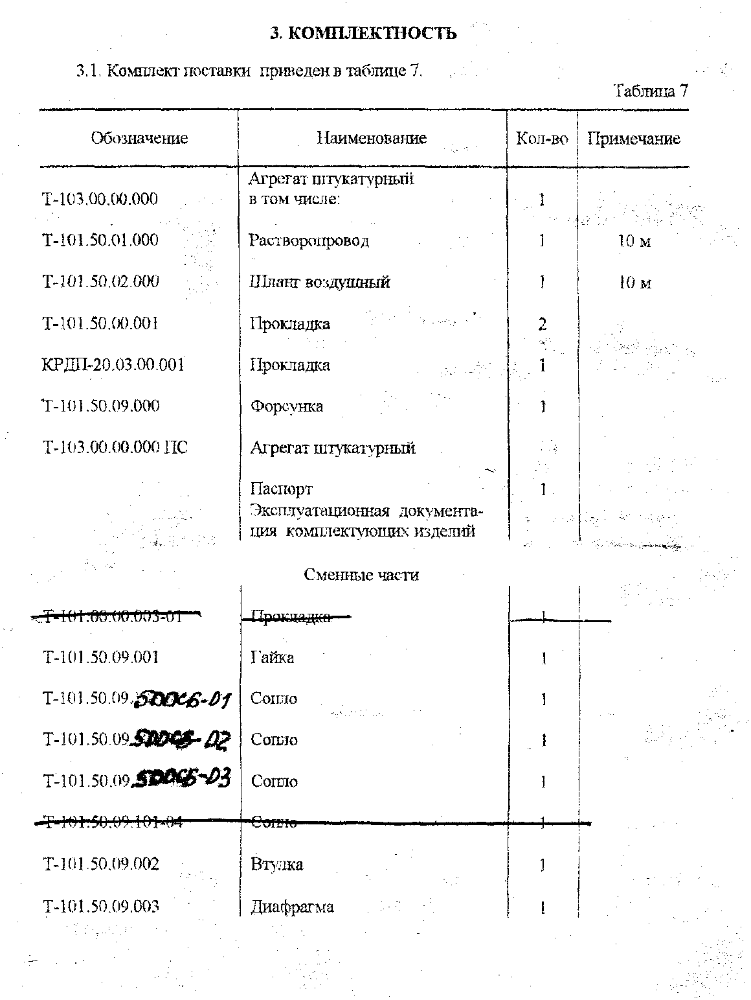 3. КОМПЛЕКТНОСТЬ
3.1. Комплект поставки приведен в таблице 7.
Таблица 7
Обозначение Наименование Кол-во Примечание
Агрегат штукатурный
Т-103.00.00.000 в том числе: 1
Т-101.50.01.000 Растворопровод 1 10 м
Т-101.50.02.000 Шланг воздушный 1 10 м
Т-101.50.00.001 Прокладка 2
КРДП-20.03.00.001 Прокладка 1
Т-101.50.09.000 Форсунка 1
Т-103.00.00.000 ПС Агрегат штукатурный
Паспорт 1
Эксплуатационная документа-
ция комплектующих изделий
Сменные части
Т-101.00.00.003-01 Прокладка 1
Т-101.50.09.001 Гайка 1
Т-101.50.09.500СБ-01 Сопло 1
Т-101.50.09.500СБ-02 Сопло 1
Т-101.50.09.500СБ-03 Сопло 1
Т-101.50.09.101-04 Сопло 1
Т-101.50.09.002 Втулка 1
Т-101.50.09.003 Диафрагма 1